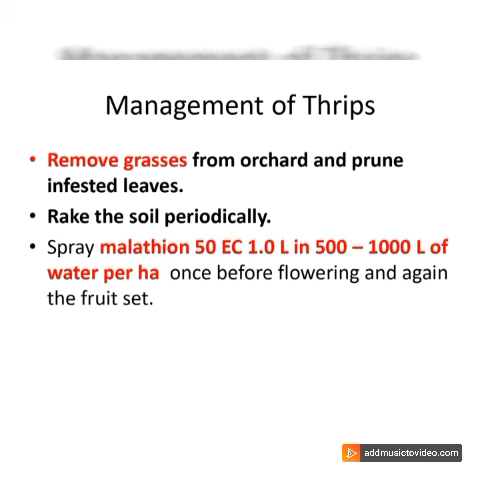 Management of Thrips
• Remove grasses from orchard and prune
infested leaves.
• Rake the soil periodically.
• Spray malathion 50 EC 1.0 L in 500 – 1000 L of
water per ha once before flowering and again
the fruit set.
addmusictovideo.com